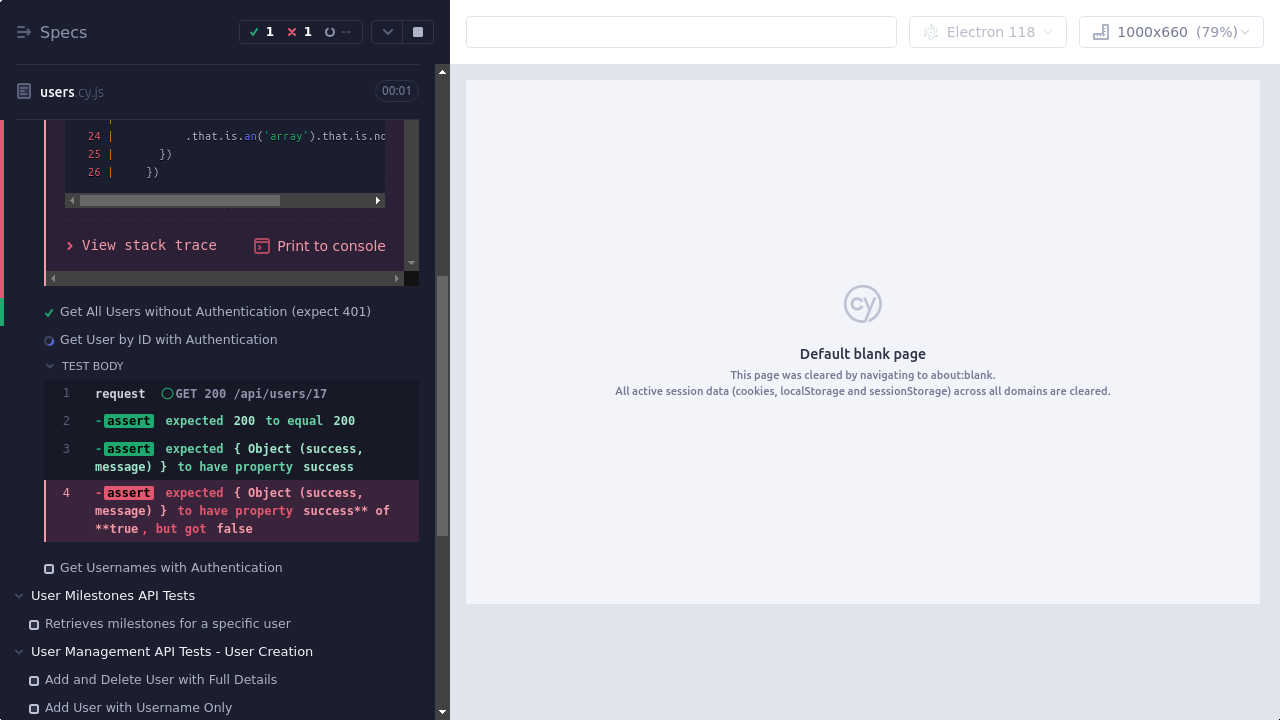 Specs
1
1
--
Electron 118
1000x660 (79%)
users.cy.js
00:01
24 | .that.is.an('array').that.is.no
25 | })
26 | })
View stack trace
Print to console
Get All Users without Authentication (expect 401)
Get User by ID with Authentication
TEST BODY
1 request GET 200 /api/users/17
2 -assert expected 200 to equal 200
3 -assert expected { Object (success,
message) } to have property success
4 -assert expected { Object (success,
message) } to have property success** of
**true, but got false
Get Usernames with Authentication
User Milestones API Tests
Retrieves milestones for a specific user
User Management API Tests - User Creation
Add and Delete User with Full Details
Add User with Username Only
cy
Default blank page
This page was cleared by navigating to about:blank.
All active session data (cookies, localStorage and sessionStorage) across all domains are cleared.